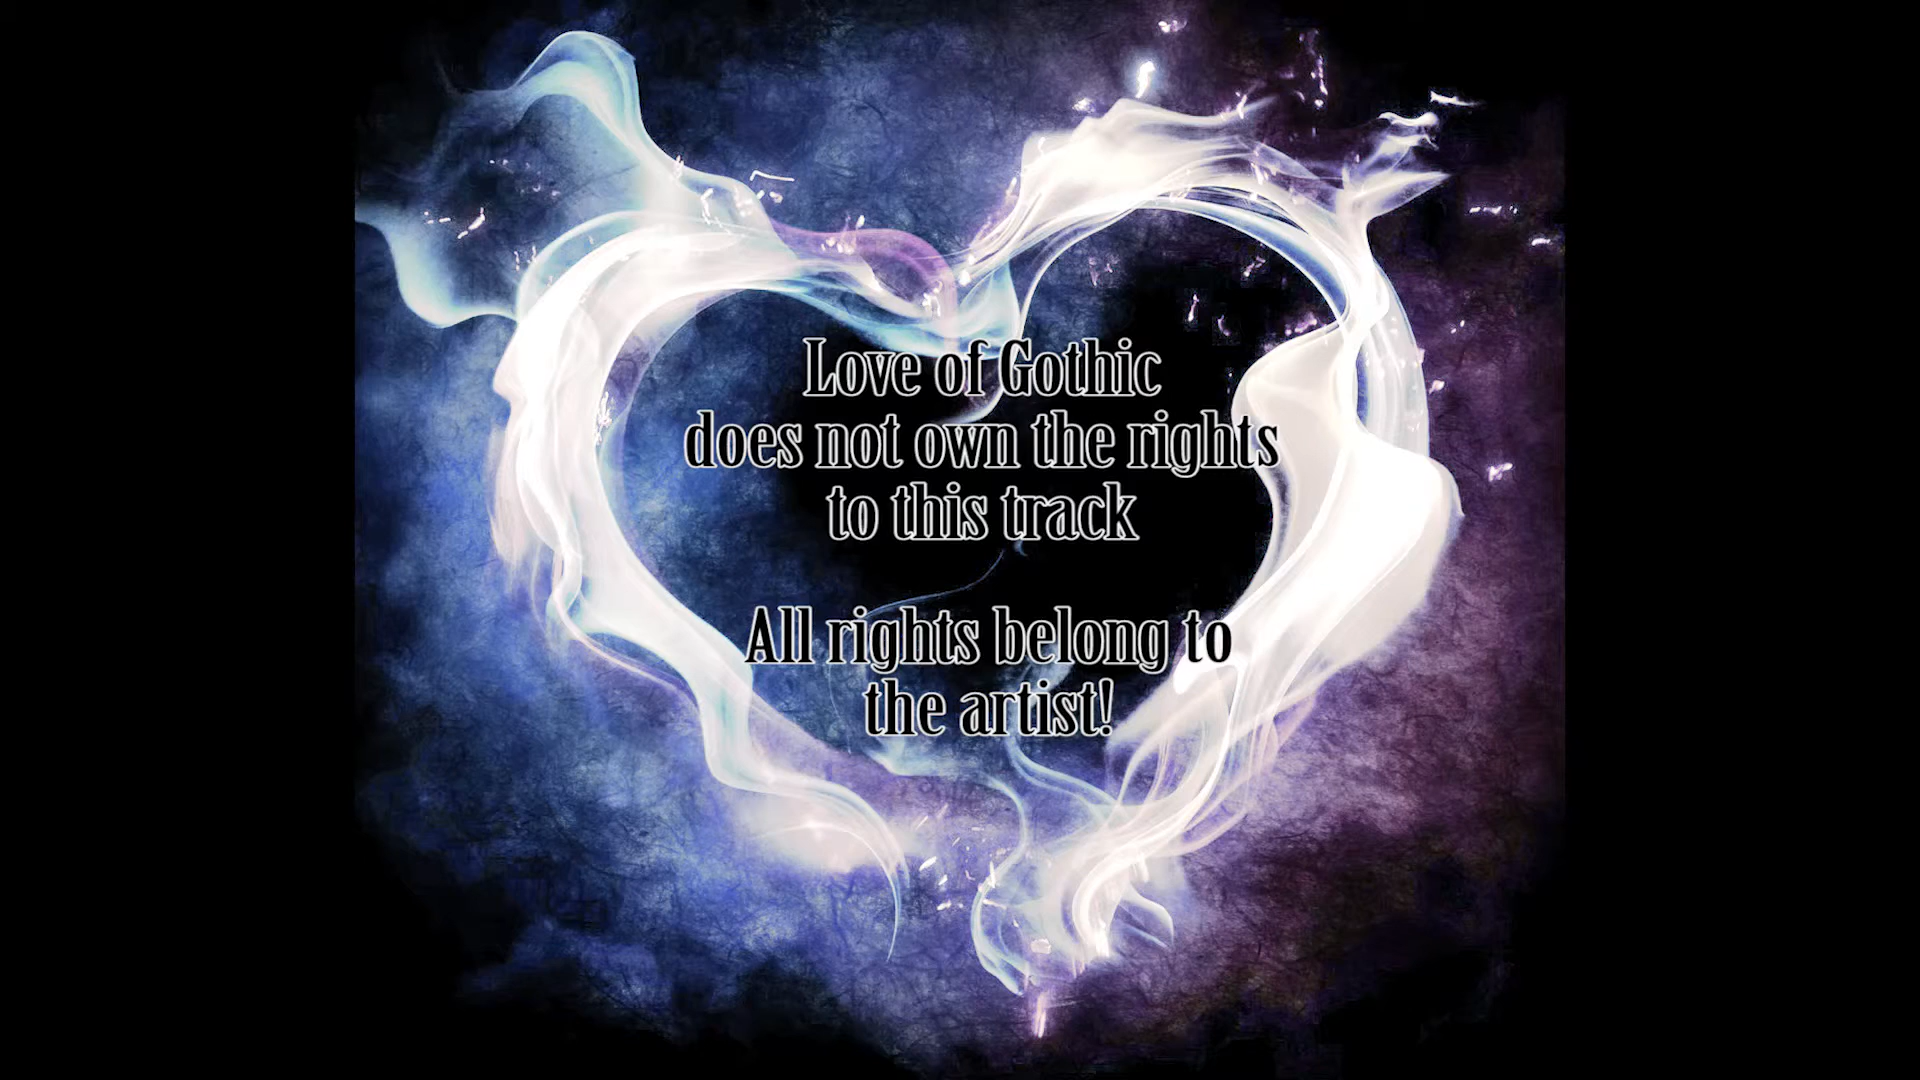 Love of Gothic
does not own the rights
to this track
All rights belong to
the artist!